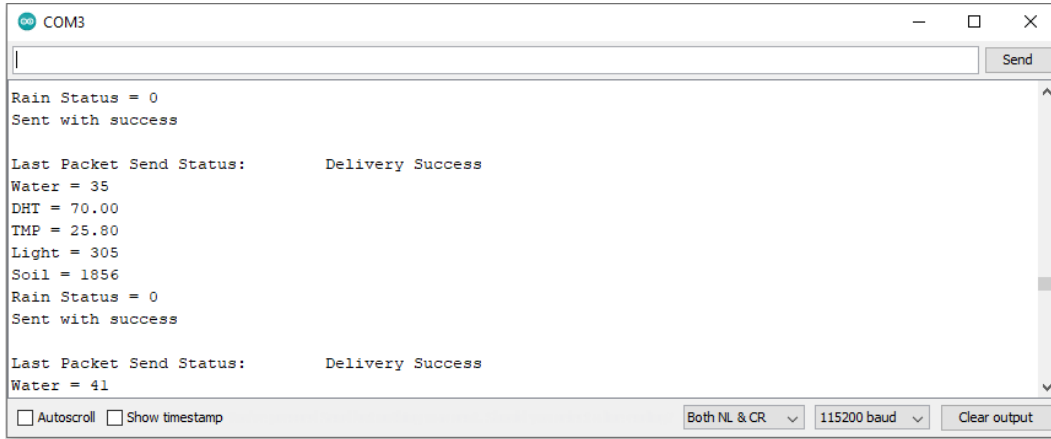 COM3
Send
Rain Status = 0
Sent with success
Last Packet Send Status: Delivery Success
Water = 35
DHT = 70.00
TMP = 25.80
Light = 305
Soil = 1856
Rain Status = 0
Sent with success
Last Packet Send Status: Delivery Success
Water = 41
Autoscroll Show timestamp Both NL & CR 115200 baud Clear output